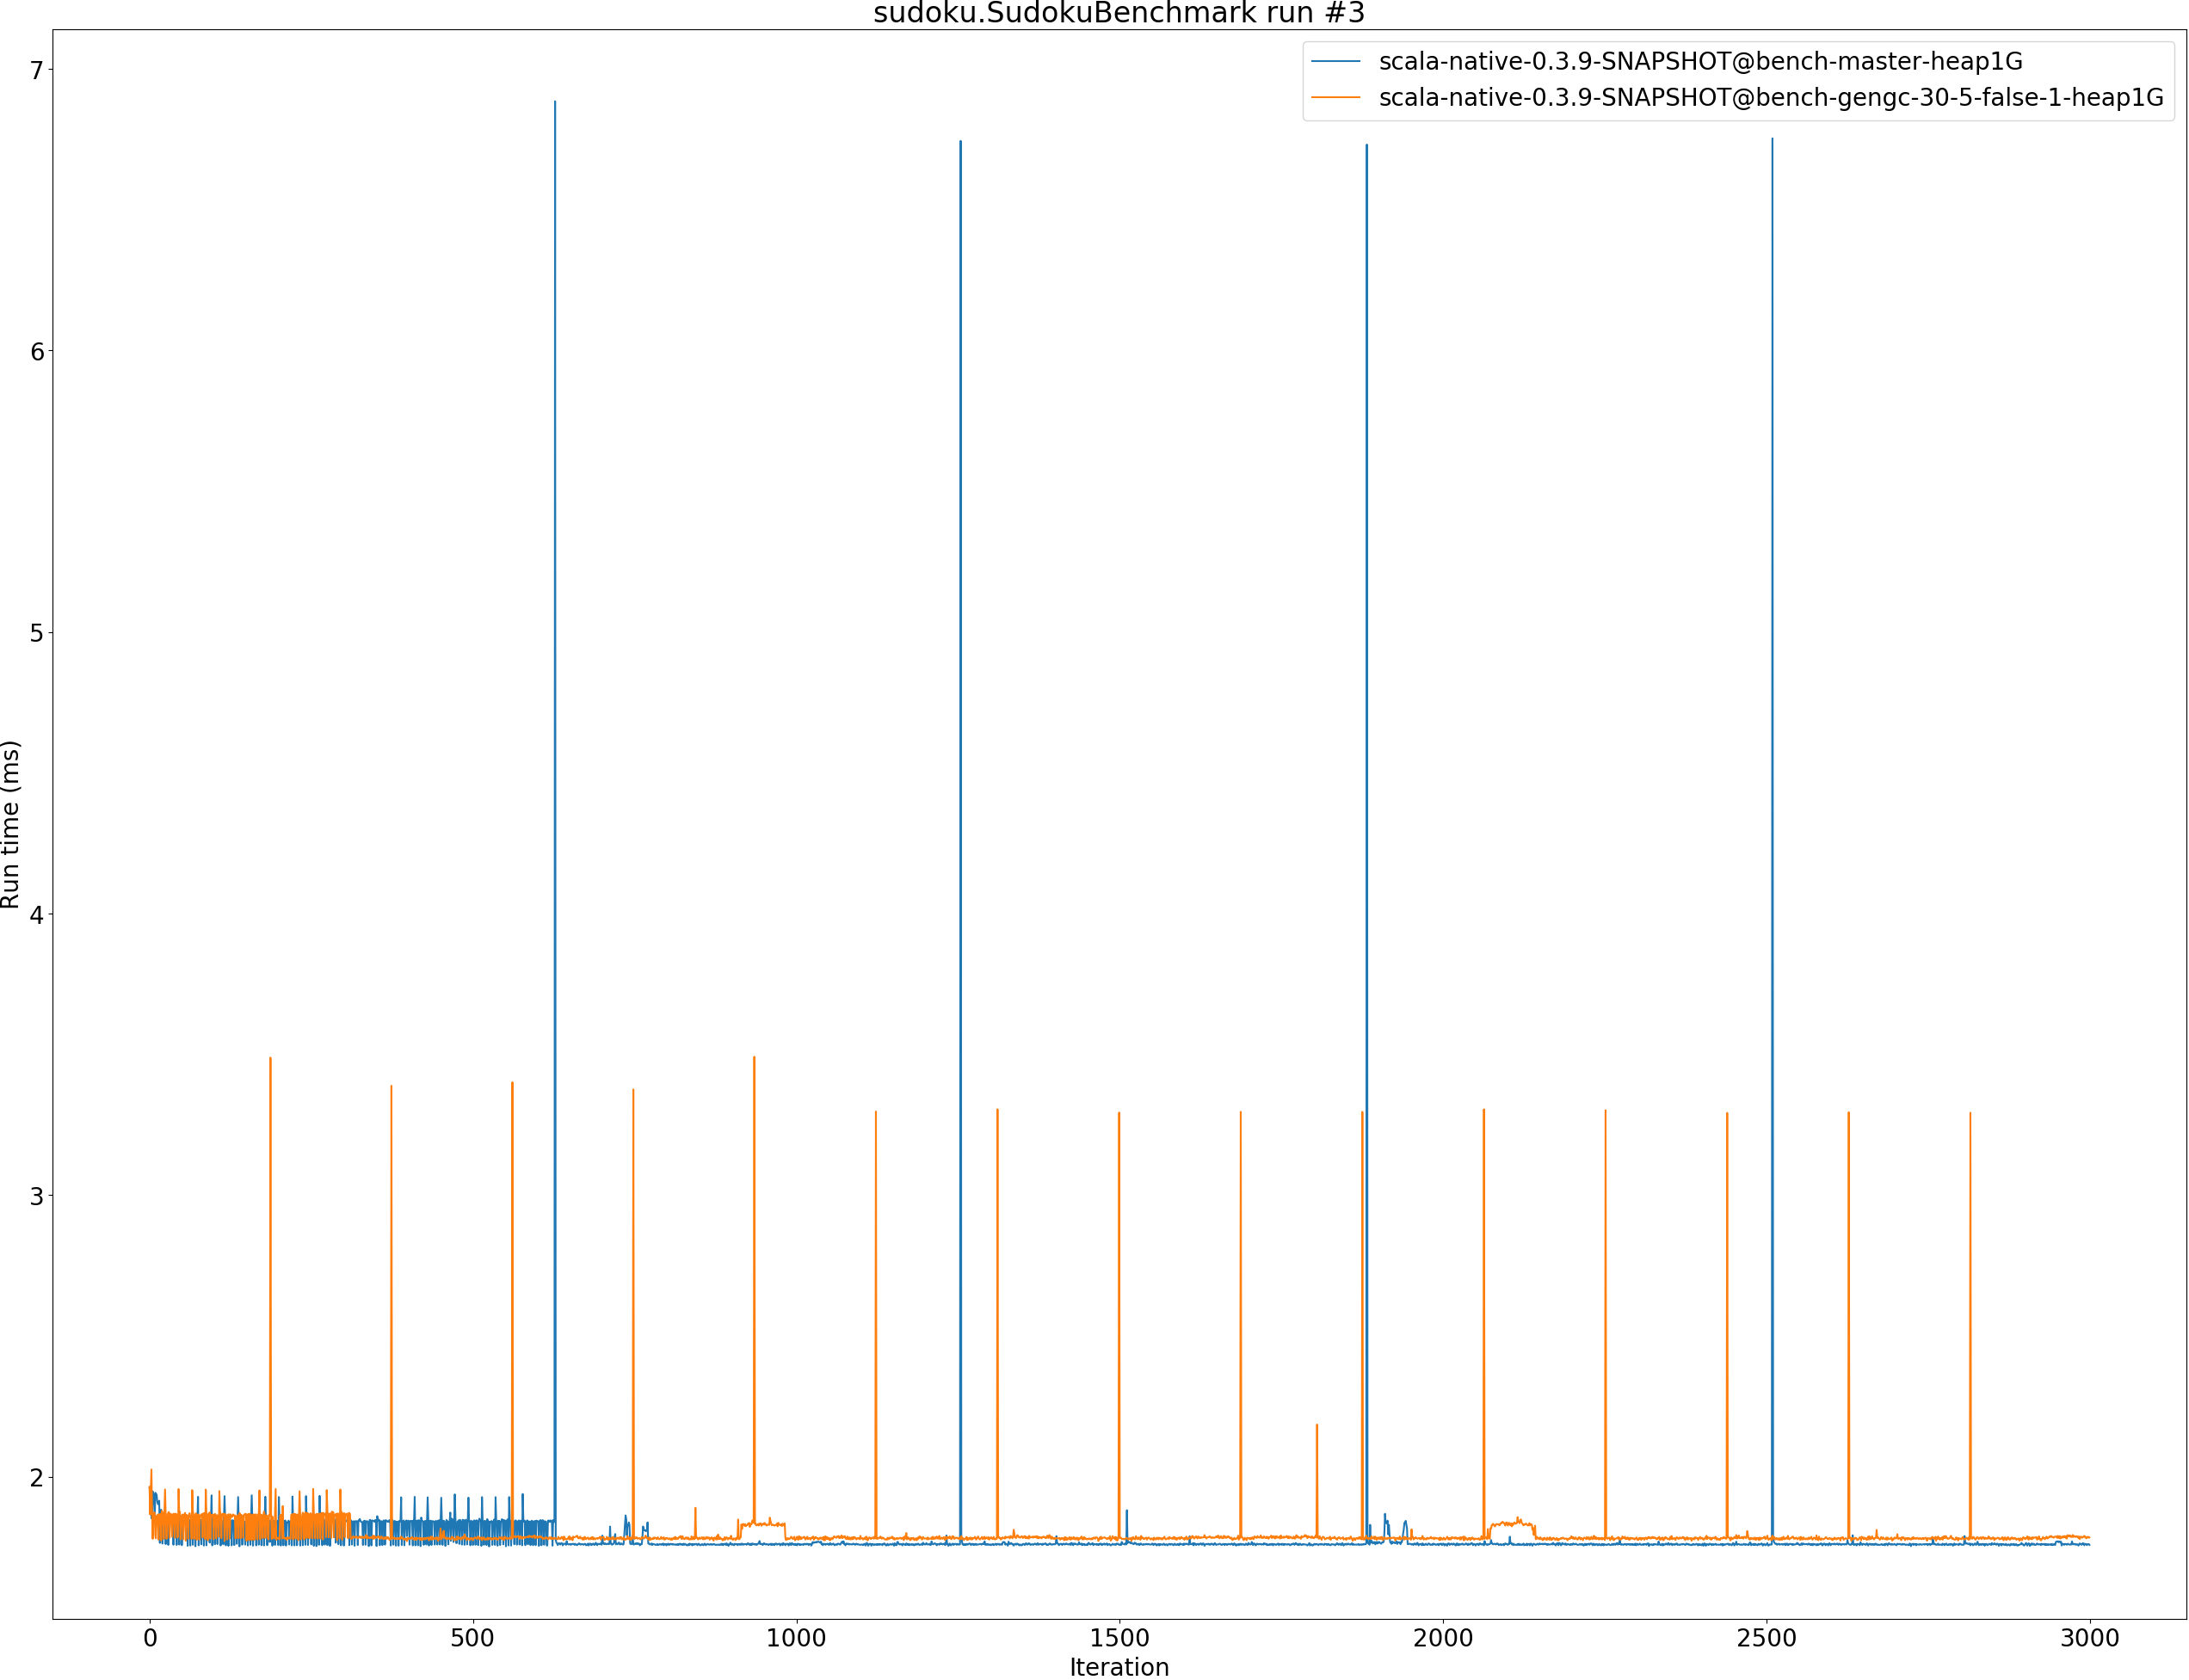 sudoku.SudokuBenchmark run #3
scala-native-0.3.9-SNAPSHOT@bench-master-heap1G
scala-native-0.3.9-SNAPSHOT@bench-gengc-30-5-false-1-heap1G
7
6
5
4
3
2
Run time (ms)
0 500 1000 1500 2000 2500 3000
Iteration